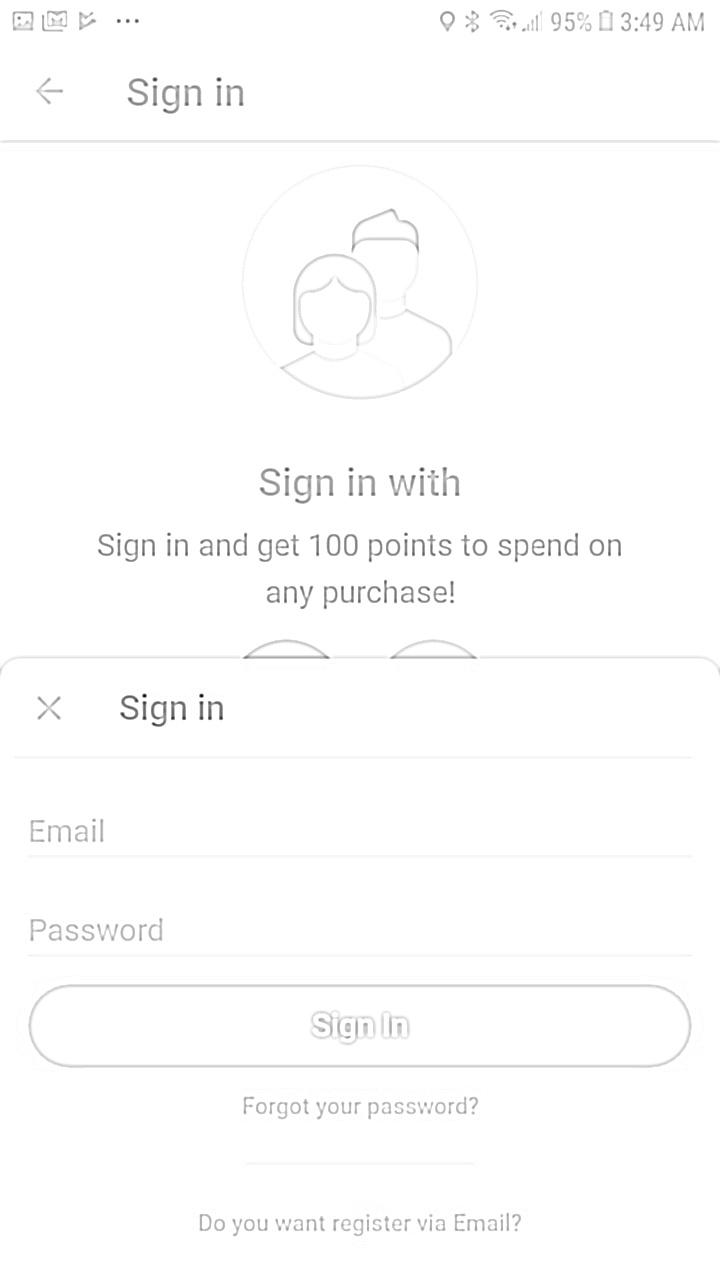 95% 3:49 AM
Sign in
Sign in with
Sign in and get 100 points to spend on
any purchase!
Sign in
Email
Password
Sign In
Forgot your password?
Do you want register via Email?